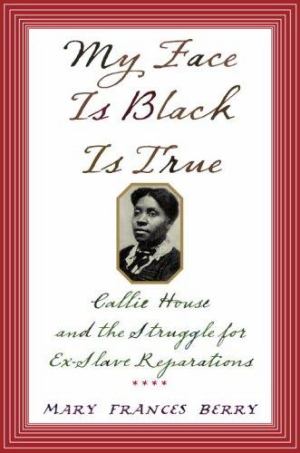 My Face
Is Black
Is True
Callie House
and the Struggle for
Ex-Slave Reparations
****
MARY FRANCES BERRY